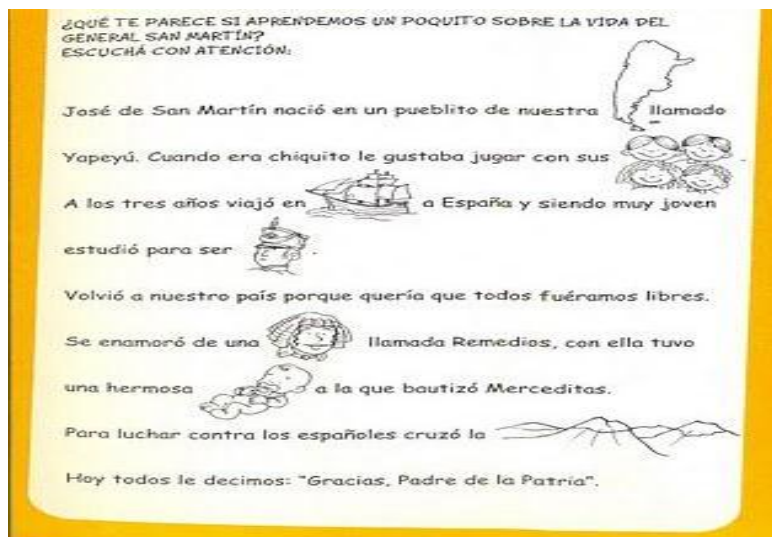 ¿QUÉ TE PARECE SI APRENDEMOS UN POQUITO SOBRE LA VIDA DEL
GENERAL SAN MARTÍN?
ESCUCHÁ CON ATENCIÓN:
José de San Martín nació en un pueblito de nuestra llamado
Yapeyú. Cuando era chiquito le gustaba jugar con sus .
A los tres años viajó en a España y siendo muy joven
estudió para ser .
Volvió a nuestro país porque quería que todos fuéramos libres.
Se enamoró de una llamada Remedios, con ella tuvo
una hermosa a la que bautizó Merceditas.
Para luchar contra los españoles cruzó la
Hoy todos le decimos: "Gracias, Padre de la Patria".